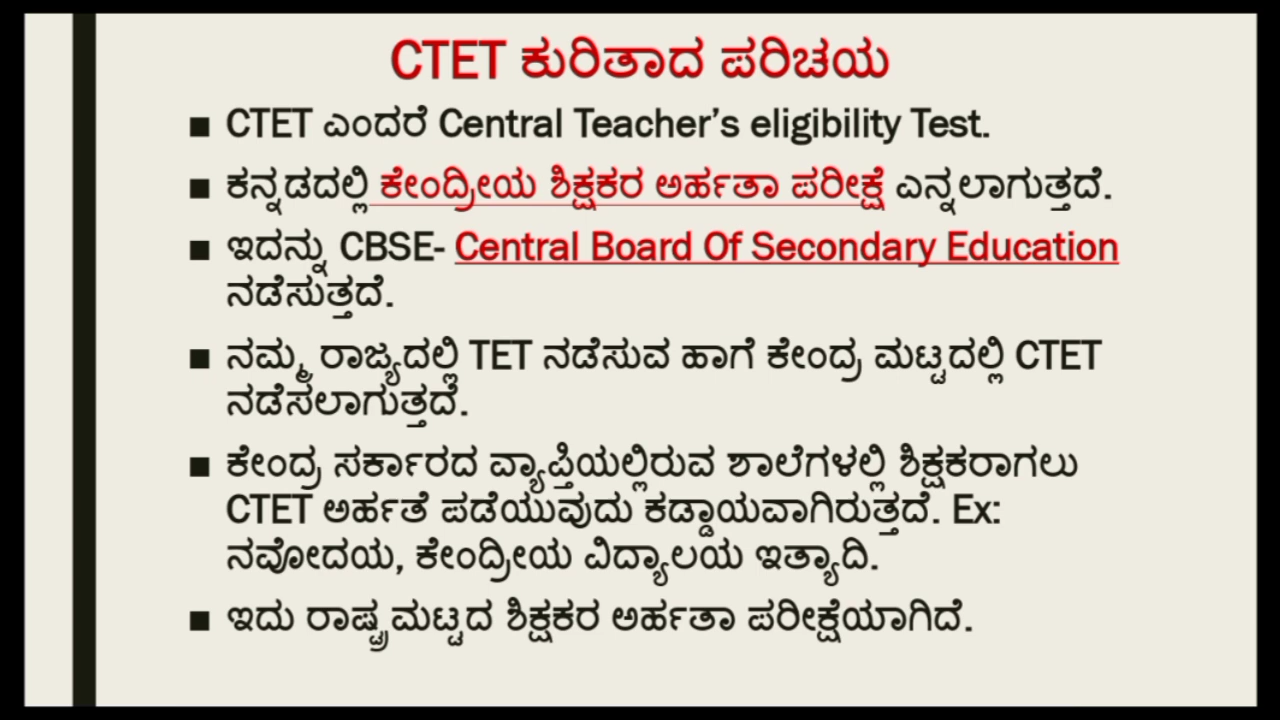 CTET ಕುರಿತಾದ ಪರಿಚಯ
■ CTET ಎಂದರೆ Central Teacher's eligibility Test.
■ ಕನ್ನಡದಲ್ಲಿ ಕೇಂದ್ರೀಯ ಶಿಕ್ಷಕರ ಅರ್ಹತಾ ಪರೀಕ್ಷೆ ಎನ್ನಲಾಗುತ್ತದೆ.
■ ಇದನ್ನು CBSE- Central Board Of Secondary Education
ನಡೆಸುತ್ತದೆ.
■ ನಮ್ಮ ರಾಜ್ಯದಲ್ಲಿ TET ನಡೆಸುವ ಹಾಗೆ ಕೇಂದ್ರ ಮಟ್ಟದಲ್ಲಿ CTET
ನಡೆಸಲಾಗುತ್ತದೆ.
■ ಕೇಂದ್ರ ಸರ್ಕಾರದ ವ್ಯಾಪ್ತಿಯಲ್ಲಿರುವ ಶಾಲೆಗಳಲ್ಲಿ ಶಿಕ್ಷಕರಾಗಲು
CTET ಅರ್ಹತೆ ಪಡೆಯುವುದು ಕಡ್ಡಾಯವಾಗಿರುತ್ತದೆ. Ex:
ನವೋದಯ, ಕೇಂದ್ರೀಯ ವಿದ್ಯಾಲಯ ಇತ್ಯಾದಿ.
■ ಇದು ರಾಷ್ಟ್ರಮಟ್ಟದ ಶಿಕ್ಷಕರ ಅರ್ಹತಾ ಪರೀಕ್ಷೆಯಾಗಿದೆ.